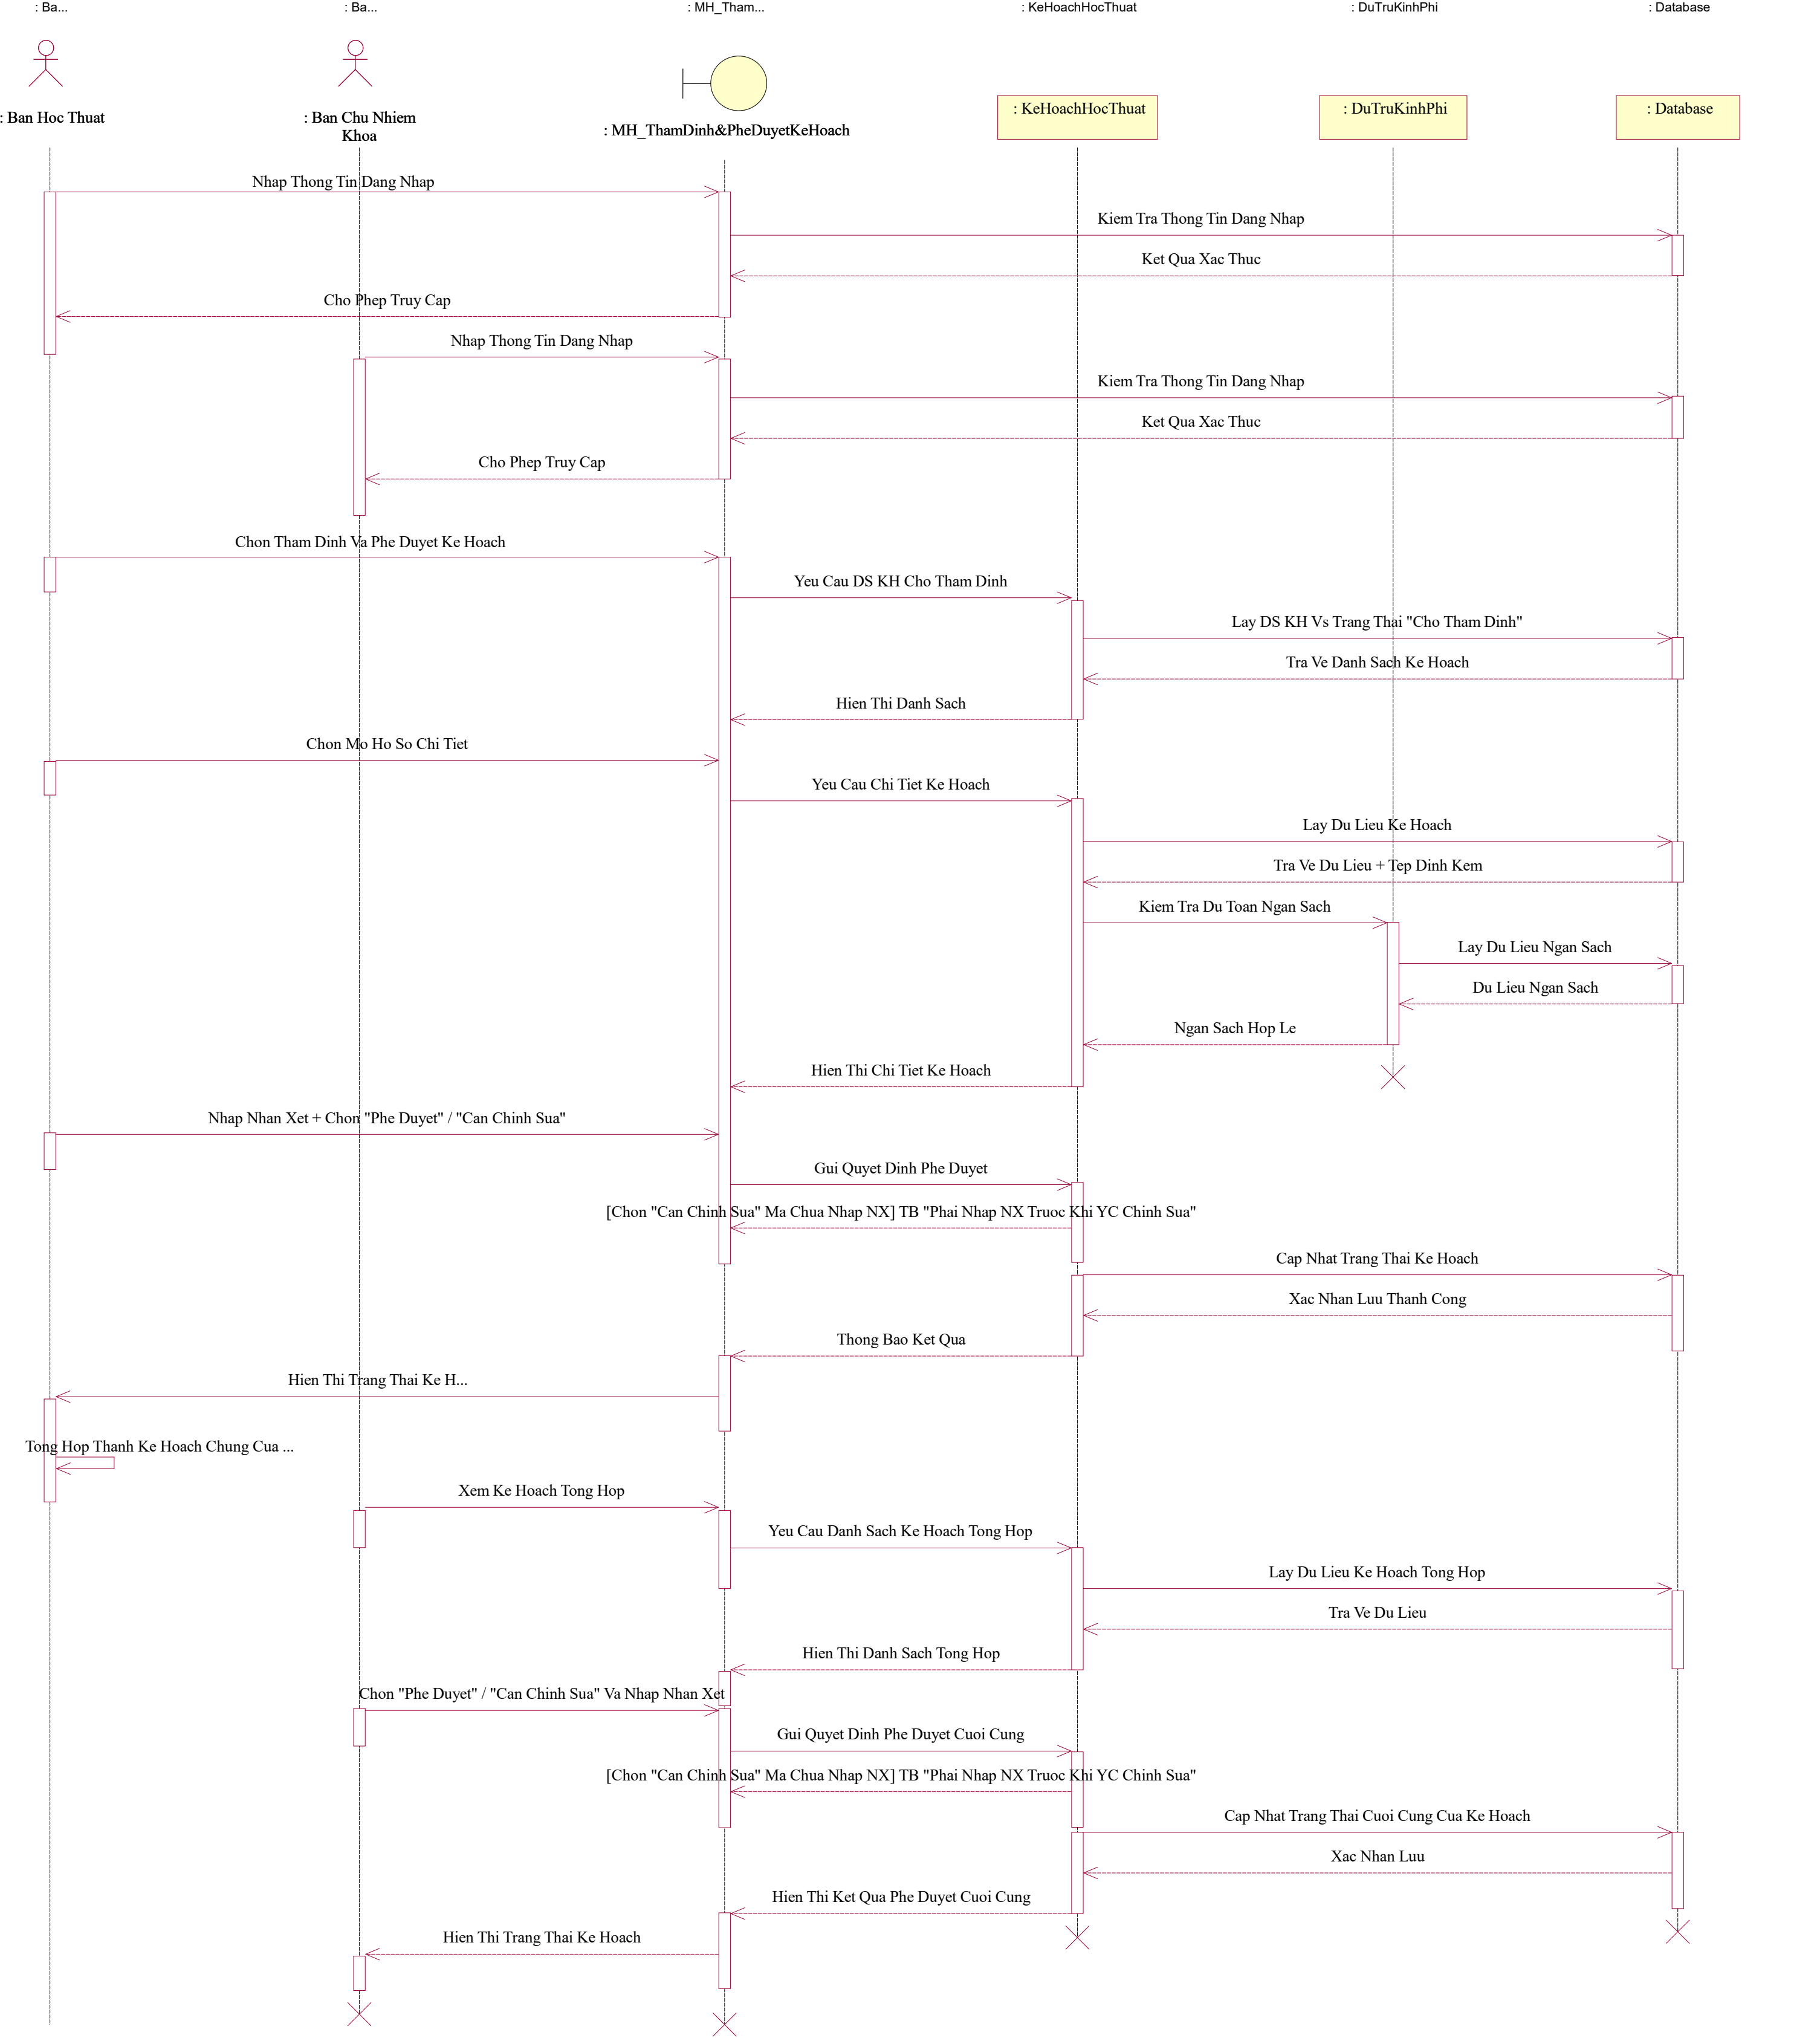 : Ba...
: Ba...
: MH_Tham...
: KeHoachHocThuat
: DuTruKinhPhi
: Database
: Ban Hoc Thuat
: Ban Chu Nhiem
Khoa
: MH_ThamDinh&PheDuyetKeHoach
: KeHoachHocThuat
: DuTruKinhPhi
: Database
Nhap Thong Tin Dang Nhap
Kiem Tra Thong Tin Dang Nhap
Ket Qua Xac Thuc
Cho Phep Truy Cap
Nhap Thong Tin Dang Nhap
Kiem Tra Thong Tin Dang Nhap
Ket Qua Xac Thuc
Cho Phep Truy Cap
Chon Tham Dinh Va Phe Duyet Ke Hoach
Yeu Cau DS KH Cho Tham Dinh
Lay DS KH Vs Trang Thai "Cho Tham Dinh"
Tra Ve Danh Sach Ke Hoach
Hien Thi Danh Sach
Chon Mo Ho So Chi Tiet
Yeu Cau Chi Tiet Ke Hoach
Lay Du Lieu Ke Hoach
Tra Ve Du Lieu + Tep Dinh Kem
Kiem Tra Du Toan Ngan Sach
Lay Du Lieu Ngan Sach
Du Lieu Ngan Sach
Ngan Sach Hop Le
Hien Thi Chi Tiet Ke Hoach
Nhap Nhan Xet + Chon "Phe Duyet" / "Can Chinh Sua"
Gui Quyet Dinh Phe Duyet
[Chon "Can Chinh Sua" Ma Chua Nhap NX] TB "Phai Nhap NX Truoc Khi YC Chinh Sua"
Cap Nhat Trang Thai Ke Hoach
Xac Nhan Luu Thanh Cong
Thong Bao Ket Qua
Hien Thi Trang Thai Ke H...
Tong Hop Thanh Ke Hoach Chung Cua ...
Xem Ke Hoach Tong Hop
Yeu Cau Danh Sach Ke Hoach Tong Hop
Lay Du Lieu Ke Hoach Tong Hop
Tra Ve Du Lieu
Hien Thi Danh Sach Tong Hop
Chon "Phe Duyet" / "Can Chinh Sua" Va Nhap Nhan Xet
Gui Quyet Dinh Phe Duyet Cuoi Cung
[Chon "Can Chinh Sua" Ma Chua Nhap NX] TB "Phai Nhap NX Truoc Khi YC Chinh Sua"
Cap Nhat Trang Thai Cuoi Cung Cua Ke Hoach
Xac Nhan Luu
Hien Thi Ket Qua Phe Duyet Cuoi Cung
Hien Thi Trang Thai Ke Hoach